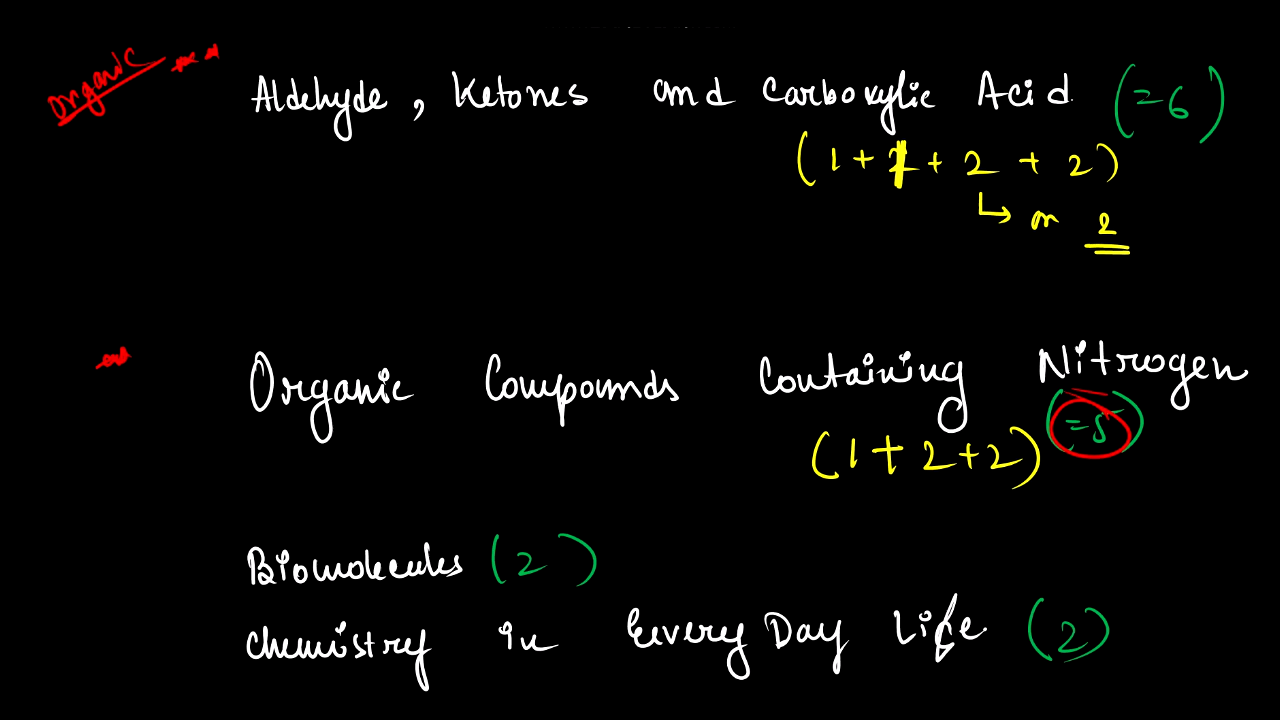 Organic
Aldehyde, Ketones and Carboxylic Acid (=6)
(1 + 1 + 2 + 2)
↳ or 2
Organic Compounds Containing Nitrogen
(1 + 2 + 2) (=5)
Biomolecules (2)
Chemistry in Every Day Life (2)